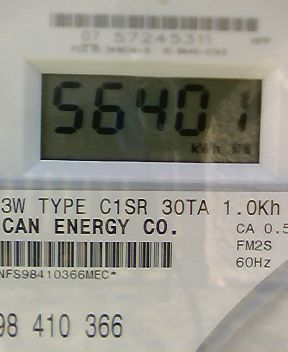 07 57245311
56401
kWh
3W TYPE C1SR 30TA 1.0Kh
CAN ENERGY CO.
CA 0.5
FM2S
60Hz
NFS98410366MEC*
98 410 366